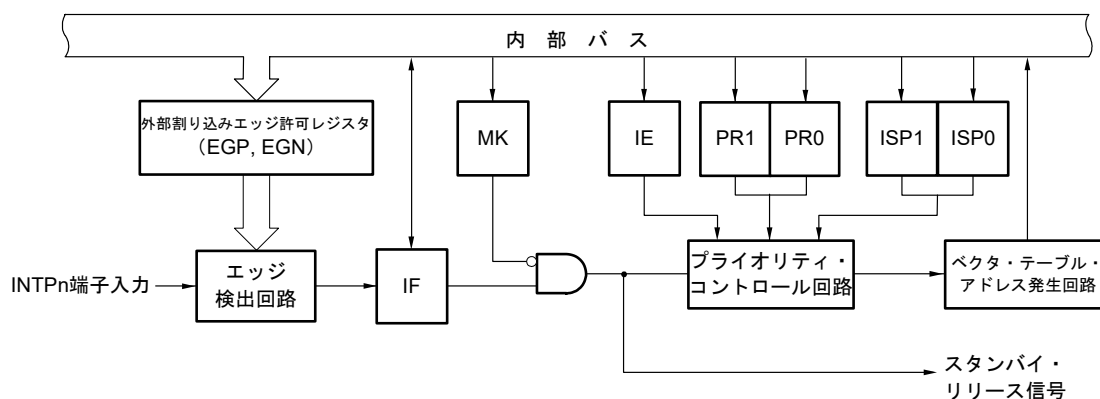 内 部 バ ス
外部割り込みエッジ許可レジスタ
（EGP, EGN）
MK
IE
PR1
PR0
ISP1
ISP0
INTPn端子入力
エッジ
検出回路
IF
プライオリティ・
コントロール回路
ベクタ・テーブル・
アドレス発生回路
スタンバイ・
リリース信号